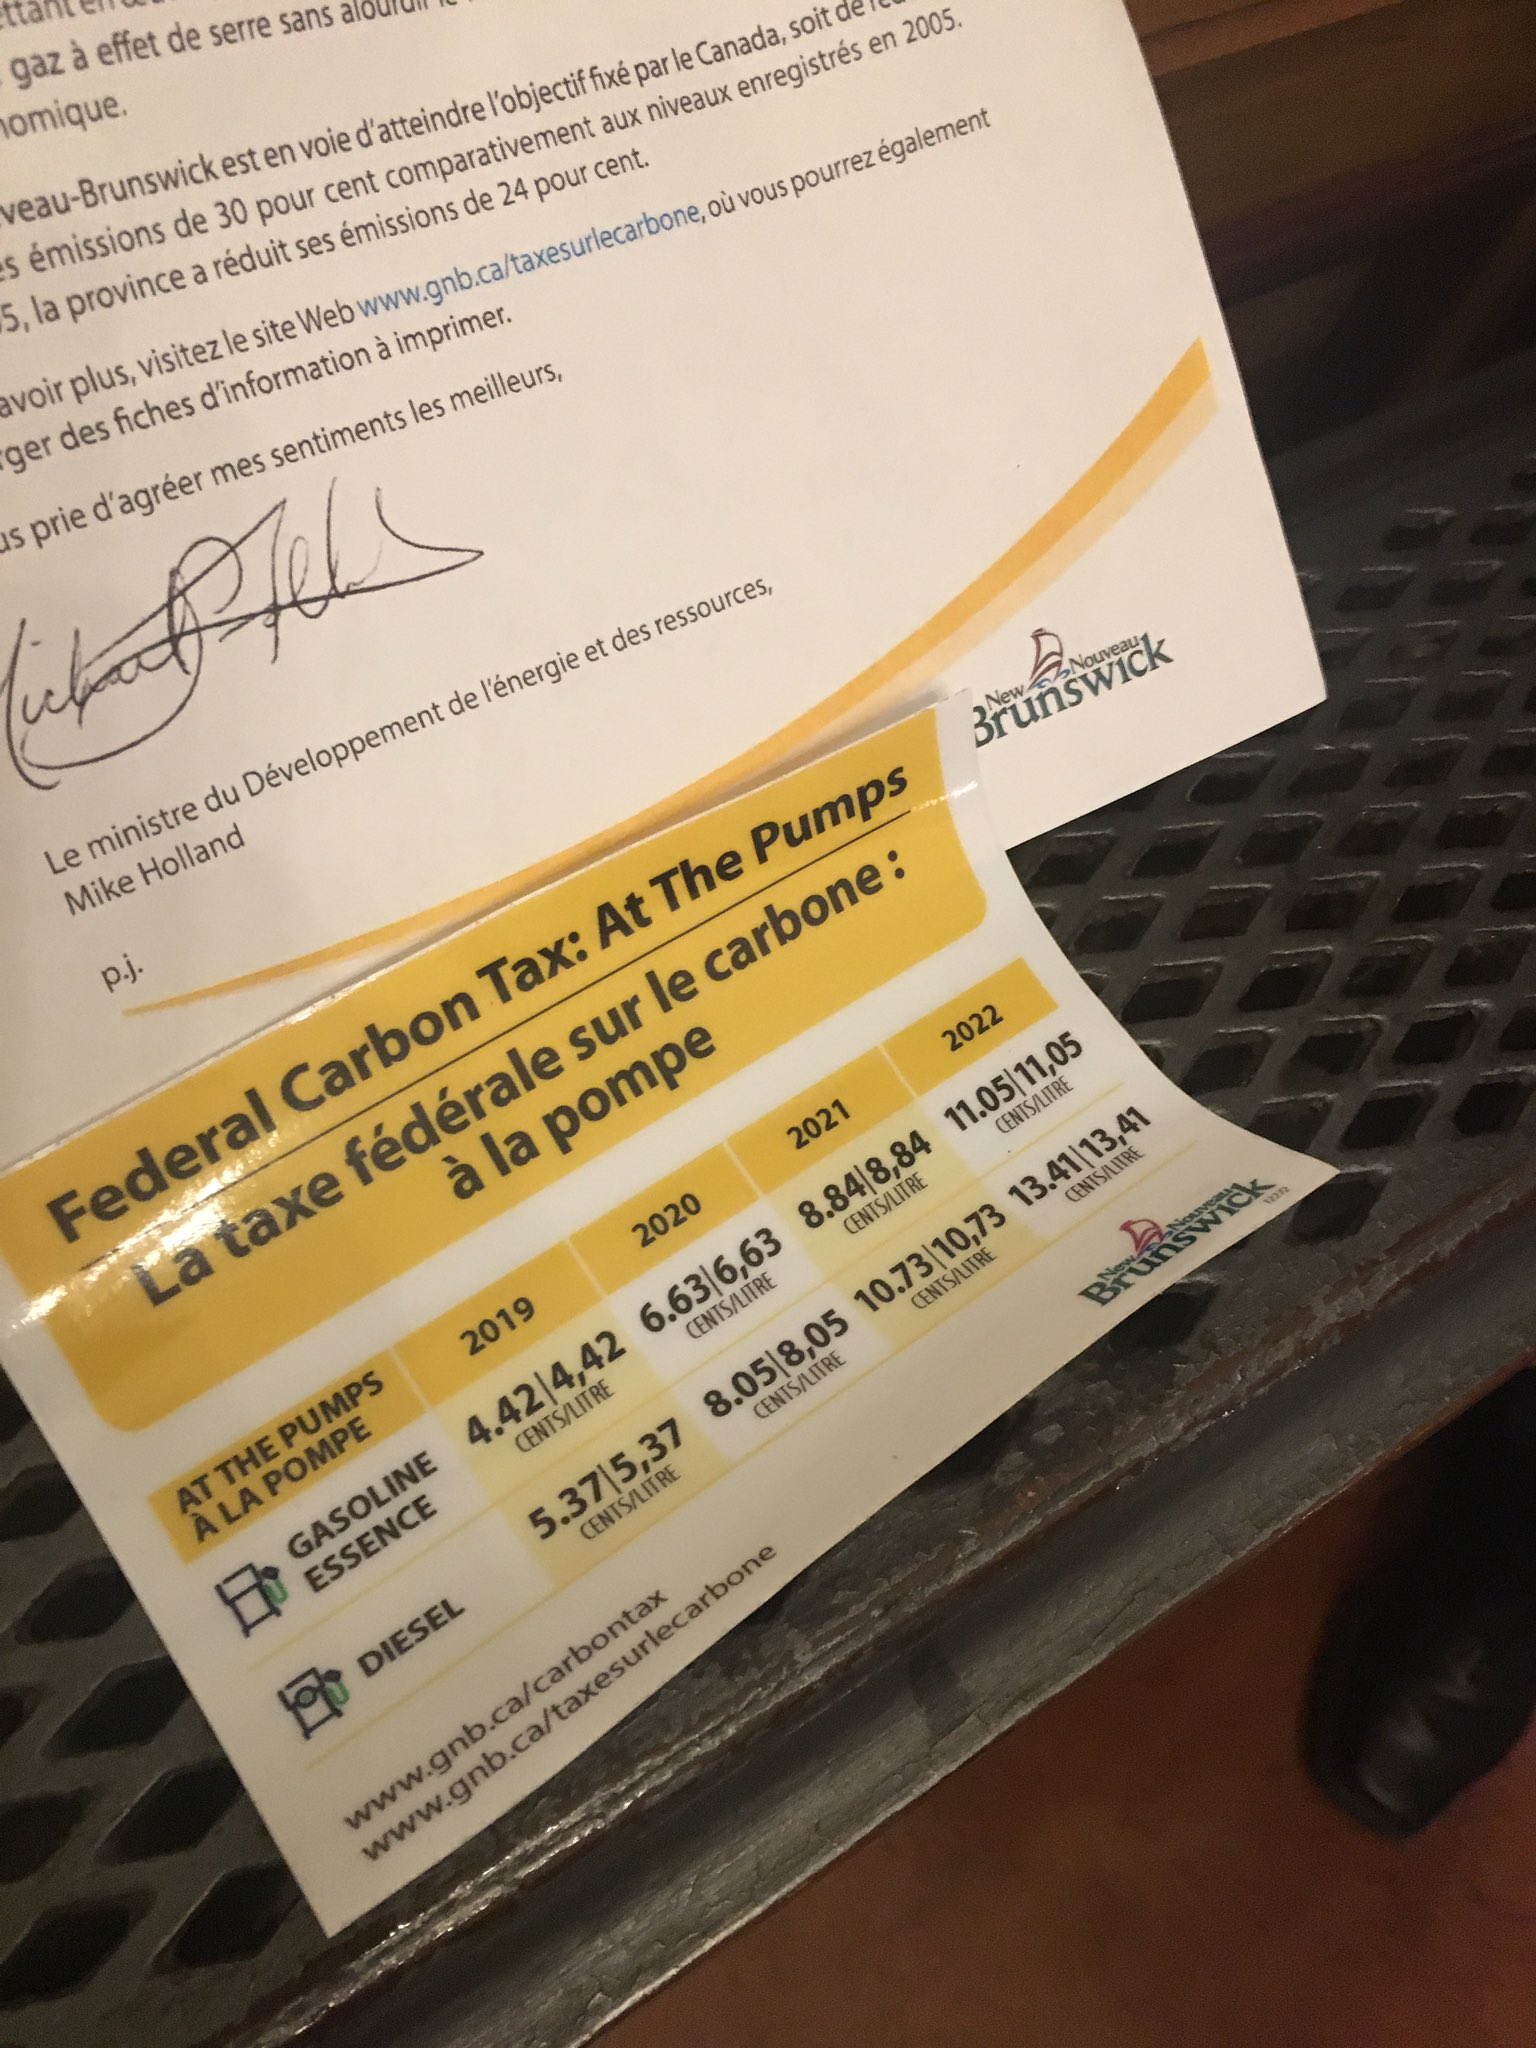 gaz à effet de serre sans alourdir le
est en voie d'atteindre l'objectif fixé par le Canada, soit de
émissions de 30 pour cent comparativement aux niveaux enregistrés en 2005.
la province a réduit ses émissions de 24 pour cent.
plus, visitez le site Web www.gnb.ca/taxesurlecarbone, où vous pourrez également
des fiches d'information à imprimer.
prie d'agréer mes sentiments les meilleurs,
Le ministre du Développement de l'énergie et des ressources,
Mike Holland
p.j.
New Nouveau
Brunswick
Federal Carbon Tax: At The Pumps
La taxe fédérale sur le carbone :
à la pompe
AT THE PUMPS 2019 2020 2021 2022
À LA POMPE
GASOLINE 4.42|4,42 6.63|6,63 8.84|8,84 11.05|11,05
ESSENCE CENTS/LITRE CENTS/LITRE CENTS/LITRE CENTS/LITRE
DIESEL 5.37|5,37 8.05|8,05 10.73|10,73 13.41|13,41
CENTS/LITRE CENTS/LITRE CENTS/LITRE CENTS/LITRE
www.gnb.ca/carbontax
www.gnb.ca/taxesurlecarbone
New Nouveau
Brunswick